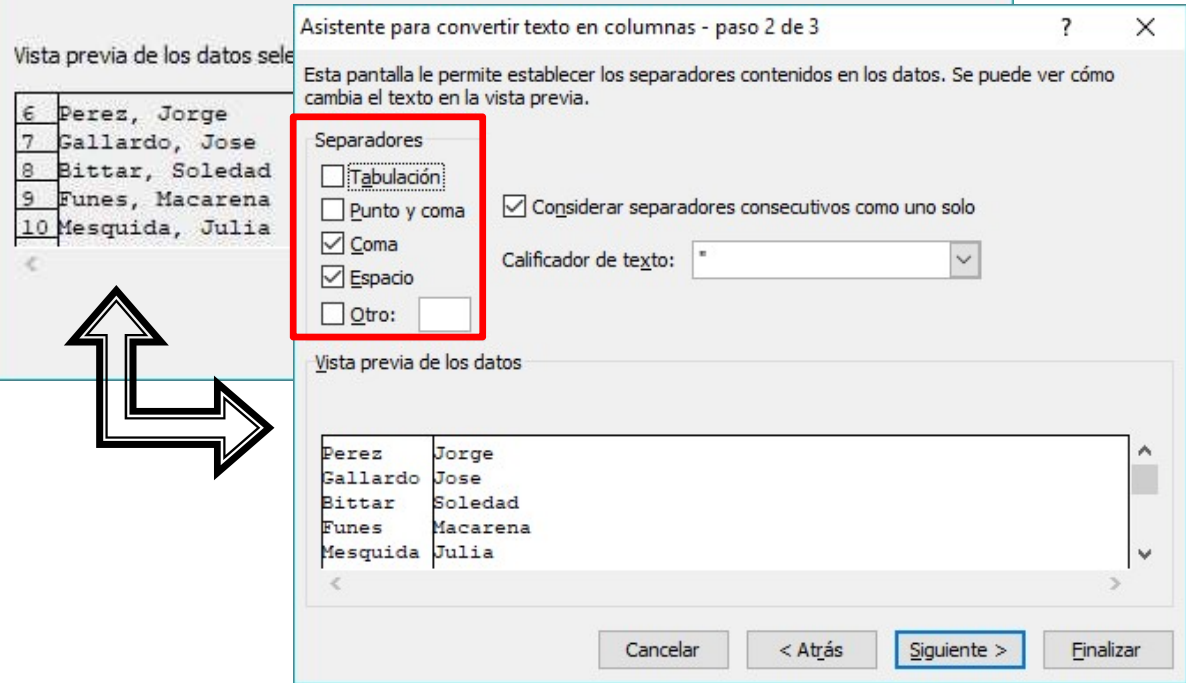 Vista previa de los datos sele
6 Perez, Jorge
7 Gallardo, Jose
8 Bittar, Soledad
9 Funes, Macarena
10 Mesquida, Julia
Asistente para convertir texto en columnas - paso 2 de 3
?
Esta pantalla le permite establecer los separadores contenidos en los datos. Se puede ver cómo
cambia el texto en la vista previa.
Separadores
Tabulación
Punto y coma
Coma
Espacio
Otro:
Considerar separadores consecutivos como uno solo
Calificador de texto: "
Vista previa de los datos
Perez Jorge
Gallardo Jose
Bittar Soledad
Funes Macarena
Mesquida Julia
Cancelar < Atrás Siguiente > Finalizar